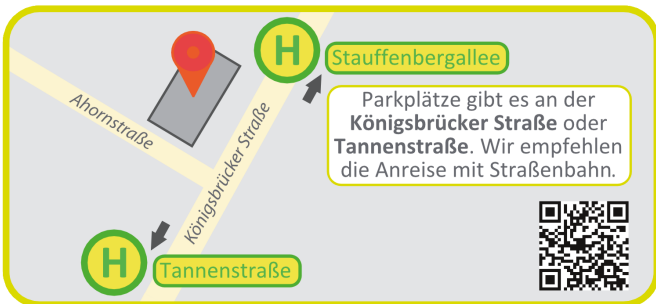 H
Stauffenbergallee
Parkplätze gibt es an der
Königsbrücker Straße oder
Tannenstraße. Wir empfehlen
die Anreise mit Straßenbahn.
Ahornstraße
Königsbrücker Straße
H
Tannenstraße